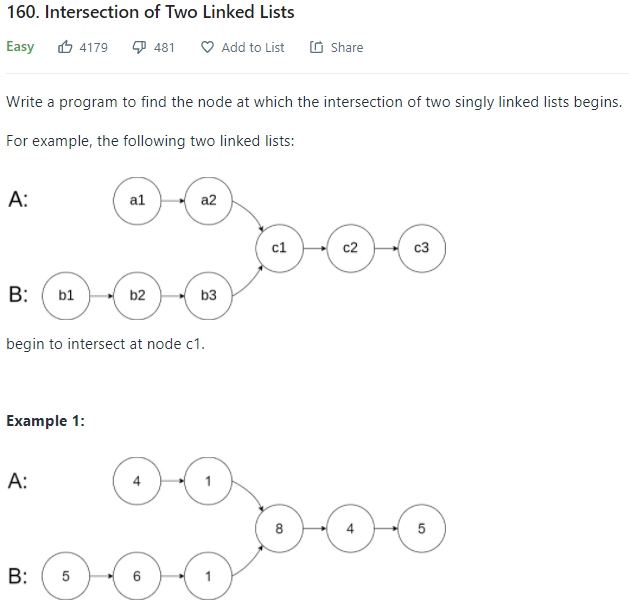 160. Intersection of Two Linked Lists
Easy 4179 481 Add to List Share
Write a program to find the node at which the intersection of two singly linked lists begins.
For example, the following two linked lists:
A: a1 a2
c1 c2 c3
B: b1 b2 b3
begin to intersect at node c1.
Example 1:
A: 4 1
8 4 5
B: 5 6 1